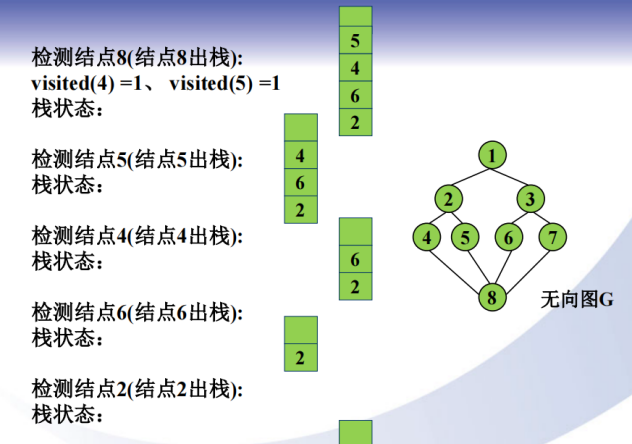 检测结点8(结点8出栈):
visited(4) =1、 visited(5) =1
栈状态：
5
4
6
2
检测结点5(结点5出栈):
栈状态：
4
6
2
检测结点4(结点4出栈):
栈状态：
6
2
检测结点6(结点6出栈):
栈状态：
2
检测结点2(结点2出栈):
栈状态：
1
2 3
4 5 6 7
8
无向图G